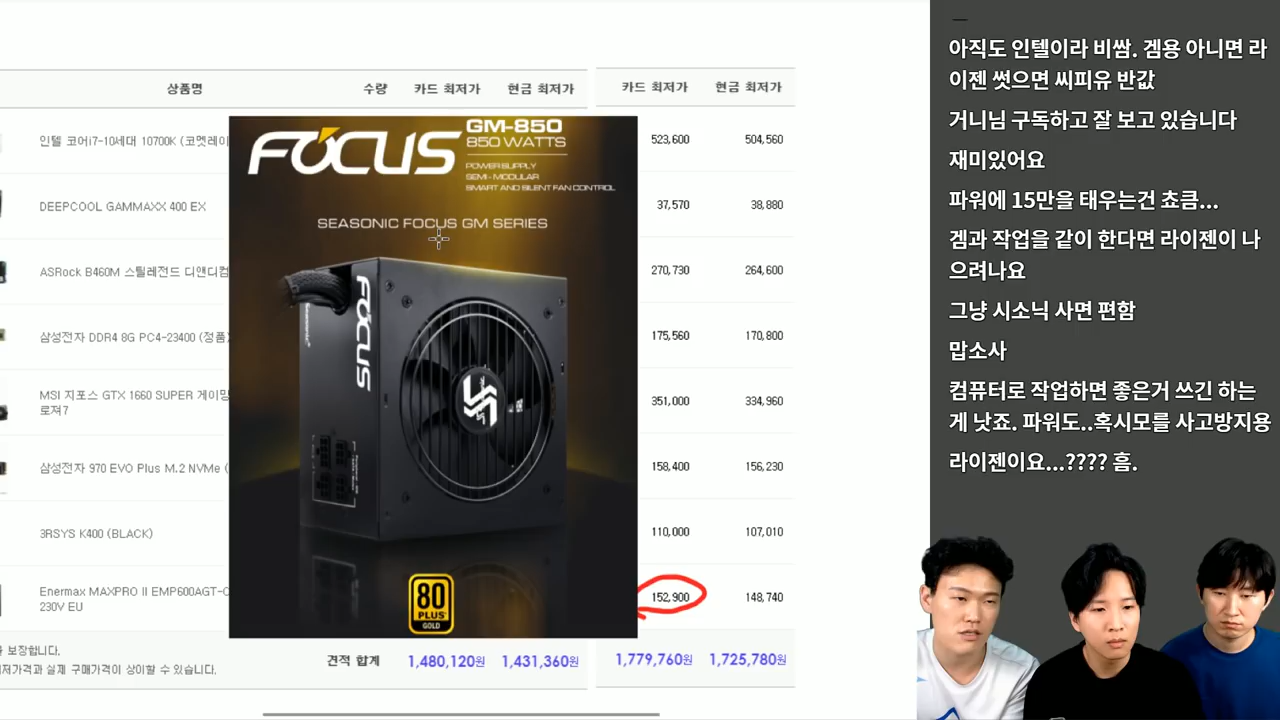 상품명 수량 카드 최저가 현금 최저가 카드 최저가 현금 최저가
인텔 코어i7-10세대 10700K (코멧레이 523,600 504,560
DEEPCOOL GAMMAXX 400 EX 37,570 38,880
ASRock B460M 스틸레전드 디앤디컴 270,730 264,600
삼성전자 DDR4 8G PC4-23400 (정품) 175,560 170,800
MSI 지포스 GTX 1660 SUPER 게이밍
로져7 351,000 334,960
삼성전자 970 EVO Plus M.2 NVMe ( 158,400 156,230
3RSYS K400 (BLACK) 110,000 107,010
Enermax MAXPRO II EMP600AGT-C
230V EU 152,900 148,740
를 보장합니다.
저가격과 실제 구매가격이 상이할 수 있습니다.
견적 합계 1,480,120원 1,431,360원 1,779,760원 1,725,780원
FOCUS
GM-850
850 WATTS
POWER SUPPLY
SEMI-MODULAR
SMART AND SILENT FAN CONTROL
SEASONIC FOCUS GM SERIES
FOCUS
80
PLUS
GOLD
아직도 인텔이라 비쌈. 겜용 아니면 라
이젠 썻으면 씨피유 반값
거니님 구독하고 잘 보고 있습니다
재미있어요
파워에 15만을 태우는건 쵸큼...
겜과 작업을 같이 한다면 라이젠이 나
으려나요
그냥 시소닉 사면 편함
맙소사
컴퓨터로 작업하면 좋은거 쓰긴 하는
게 낫죠. 파워도..혹시모를 사고방지용
라이젠이요...???? 흠.